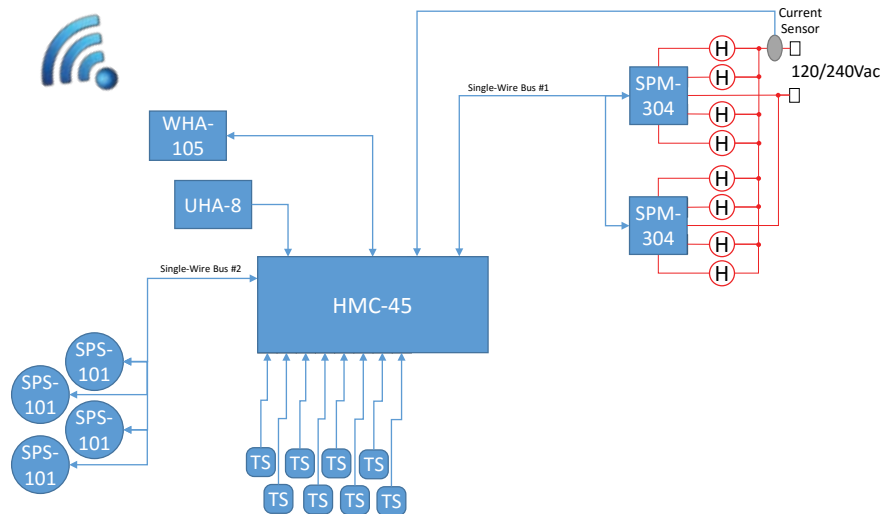 Current
Sensor
120/240Vac
H
H
H
H
SPM-
304
Single-Wire Bus #1
WHA-
105
UHA-8
H
H
H
H
SPM-
304
Single-Wire Bus #2
HMC-45
SPS-
101
SPS-
101
SPS-
101
SPS-
101
TS
TS
TS
TS
TS
TS
TS
TS